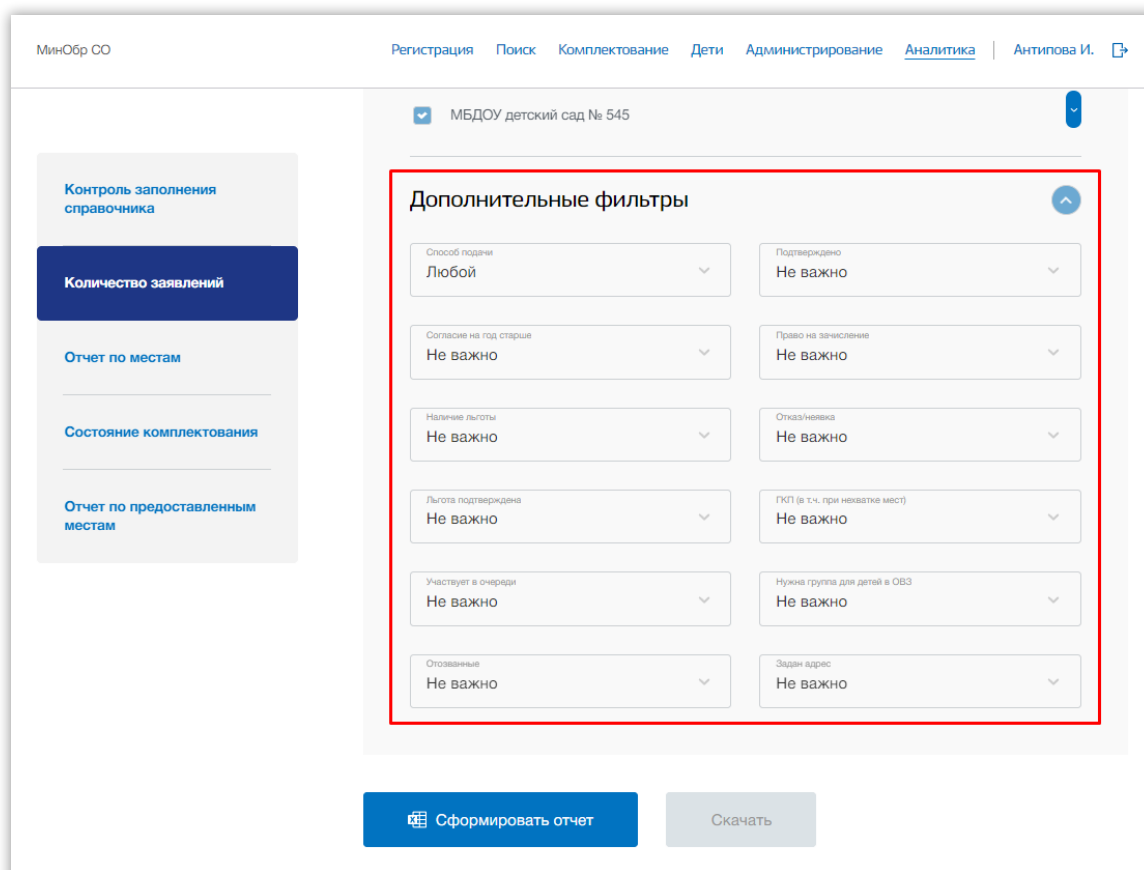 МинОбр СО
Регистрация Поиск Комплектование Дети Администрирование Аналитика Антипова И.
МБДОУ детский сад № 545
Контроль заполнения
справочника
Количество заявлений
Отчет по местам
Состояние комплектования
Отчет по предоставленным
местам
Дополнительные фильтры
Способ подачи
Любой
Подтверждено
Не важно
Согласие на год старше
Не важно
Право на зачисление
Не важно
Наличие льготы
Не важно
Отказ/неявка
Не важно
Льгота подтверждена
Не важно
ГКП (в т.ч. при нехватке мест)
Не важно
Участвует в очереди
Не важно
Нужна группа для детей в ОВЗ
Не важно
Отозванные
Не важно
Задан адрес
Не важно
Сформировать отчет
Скачать